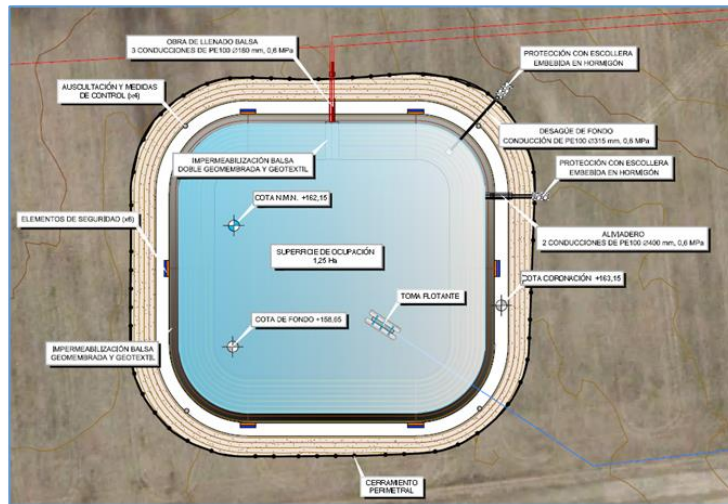 OBRA DE LLENADO BALSA
3 CONDUCCIONES DE PE100 Ø160 mm, 0,6 MPa
PROTECCIÓN CON ESCOLLERA
EMBEBIDA EN HORMIGÓN
AUSCULTACIÓN Y MEDIDAS
DE CONTROL (x4)
DESAGÜE DE FONDO
CONDUCCIÓN DE PE100 Ø315 mm, 0,6 MPa
IMPERMEABILIZACIÓN BALSA
DOBLE GEOMEMBRADA Y GEOTEXTIL
PROTECCIÓN CON ESCOLLERA
EMBEBIDA EN HORMIGÓN
COTA N.M.N. +162,15
ELEMENTOS DE SEGURIDAD (x6)
ALIVIADERO
2 CONDUCCIONES DE PE100 Ø400 mm, 0,6 MPa
SUPERFICIE DE OCUPACIÓN
1,25 Ha
COTA CORONACIÓN +163,15
TOMA FLOTANTE
COTA DE FONDO +158,65
IMPERMEABILIZACIÓN BALSA
GEOMEMBRADA Y GEOTEXTIL
CERRAMIENTO
PERIMETRAL